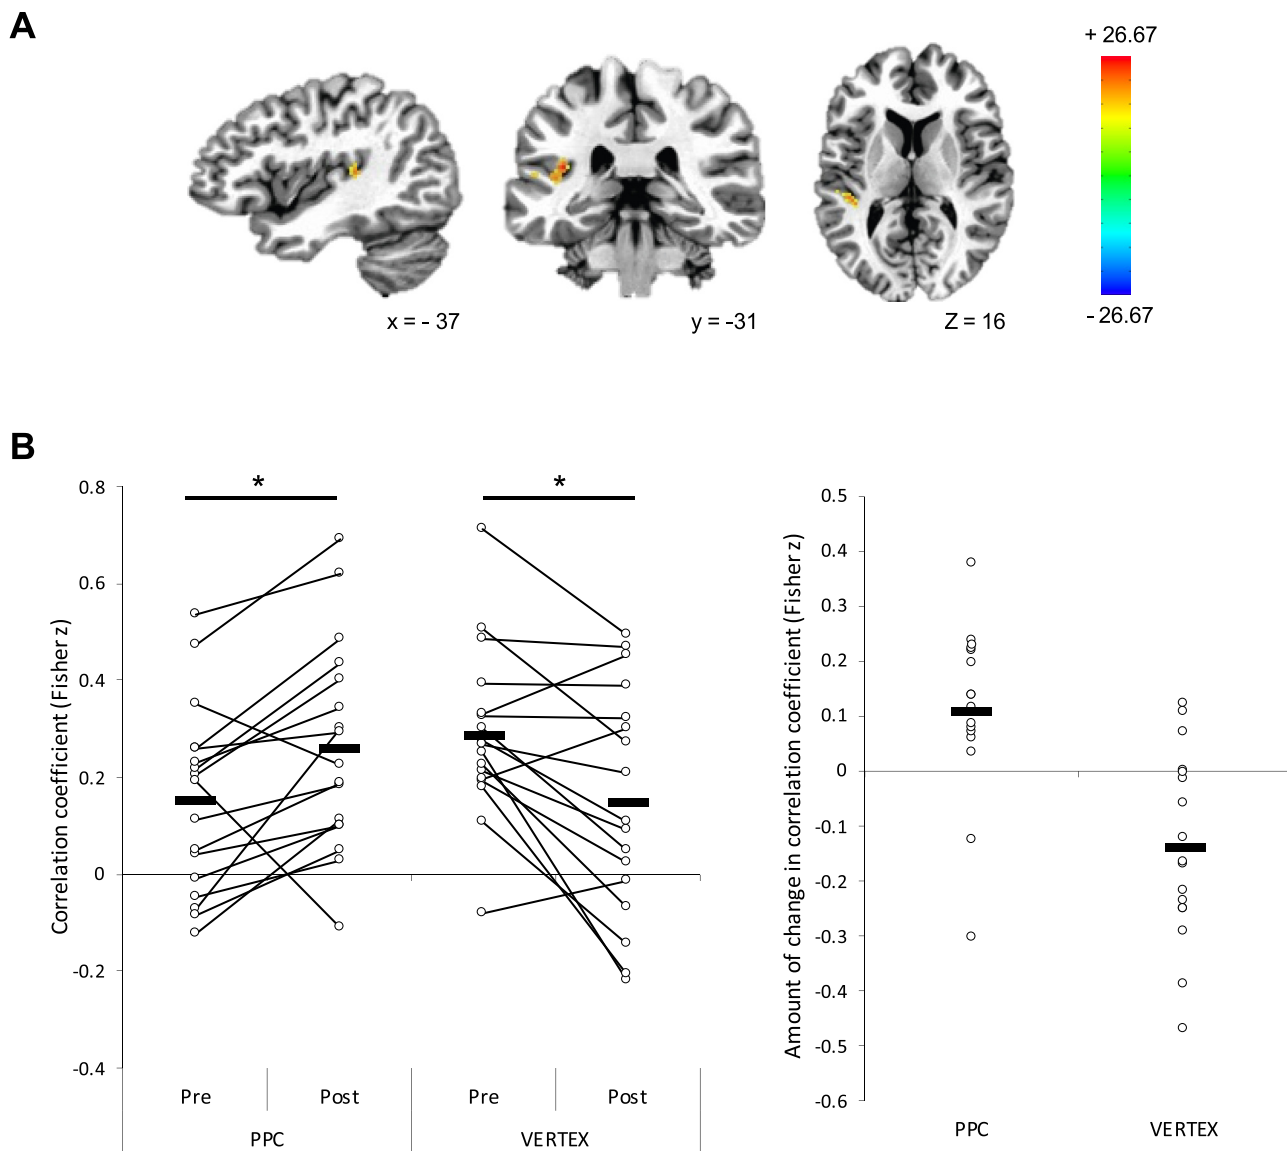 A
+ 26.67
- 26.67
x = - 37
y = -31
Z = 16
B
Correlation coefficient (Fisher z)
0.8
0.6
0.4
0.2
0
-0.2
-0.4
*
*
Pre
Post
Pre
Post
PPC
VERTEX
Amount of change in correlation coefficient (Fisher z)
0.5
0.4
0.3
0.2
0.1
0
-0.1
-0.2
-0.3
-0.4
-0.5
-0.6
PPC
VERTEX